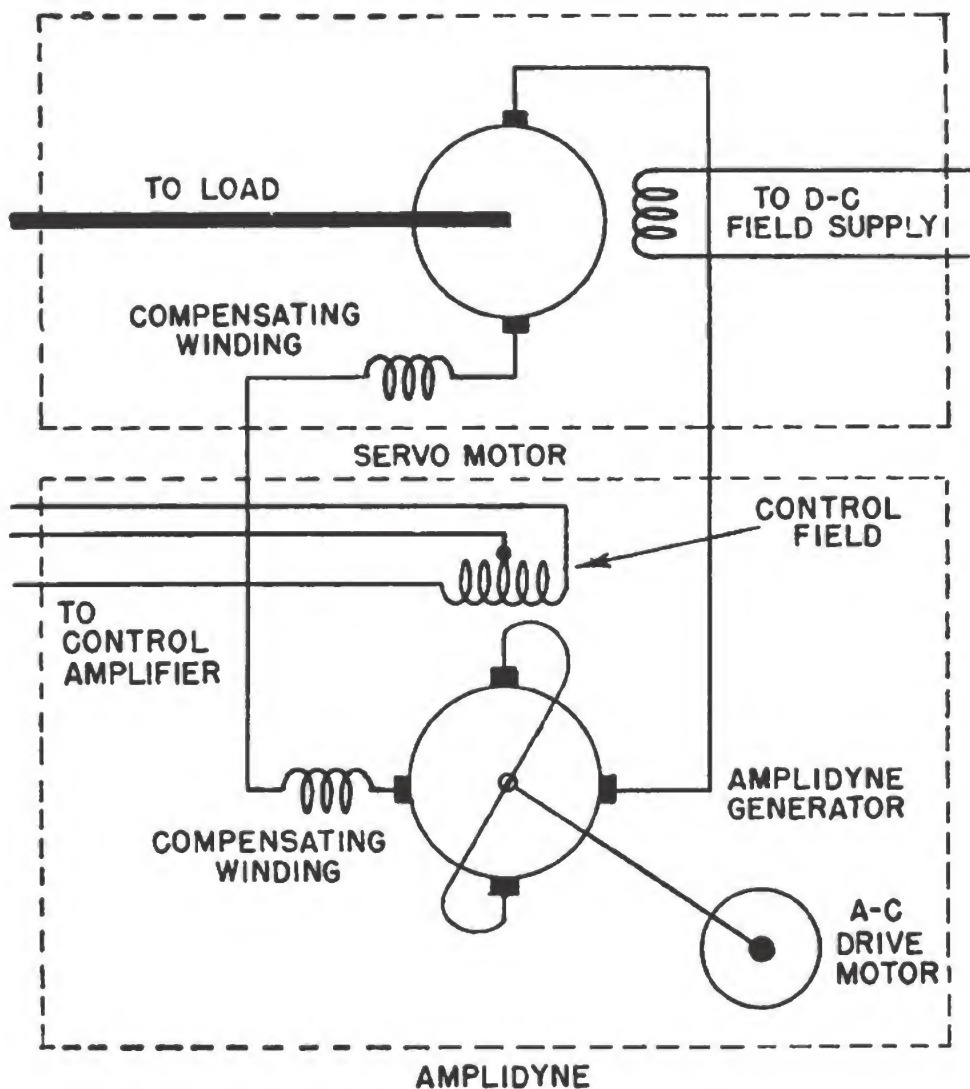 TO LOAD
TO D-C
FIELD SUPPLY
COMPENSATING
WINDING
SERVO MOTOR
CONTROL
FIELD
TO
CONTROL
AMPLIFIER
AMPLIDYNE
GENERATOR
COMPENSATING
WINDING
A-C
DRIVE
MOTOR
AMPLIDYNE